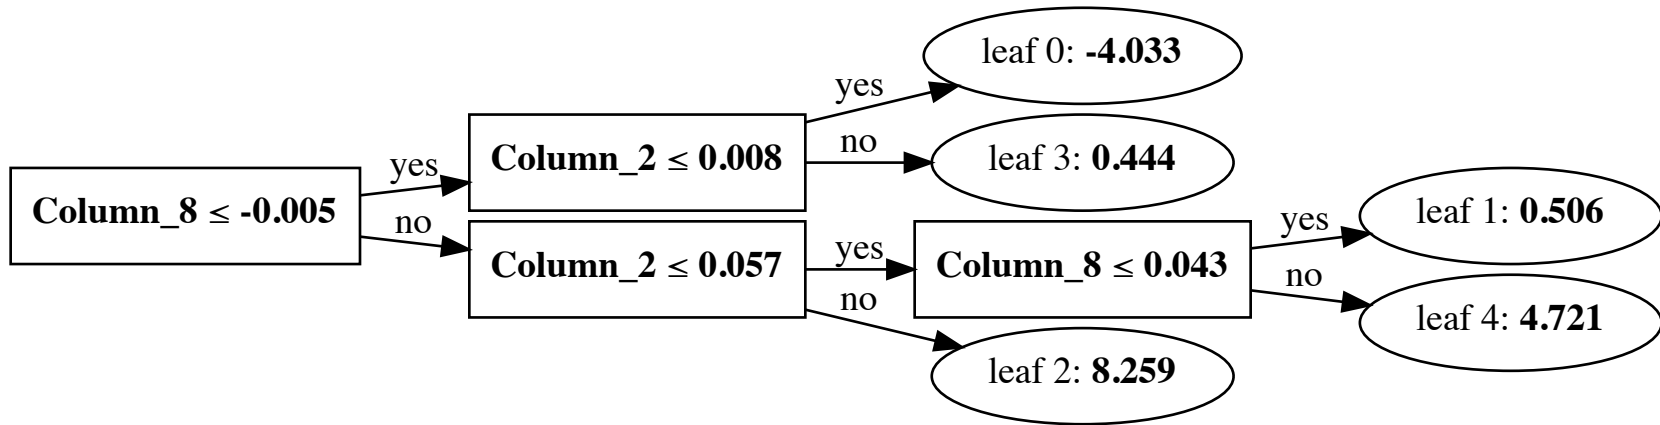 leaf 0: -4.033
yes
Column_2 ≤ 0.008
no
leaf 3: 0.444
yes
Column_8 ≤ -0.005
no
leaf 1: 0.506
yes
Column_2 ≤ 0.057
yes
Column_8 ≤ 0.043
no
no
leaf 4: 4.721
leaf 2: 8.259